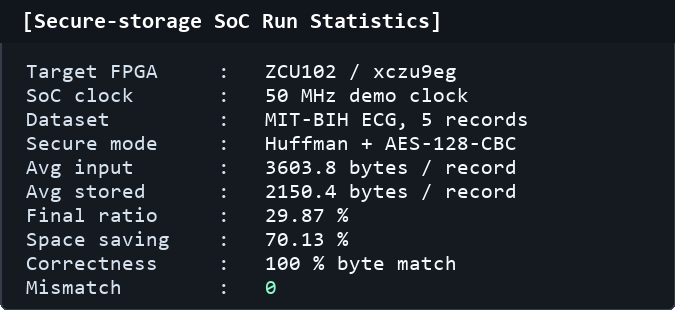 [Secure-storage SoC Run Statistics]
Target FPGA : ZCU102 / xczu9eg
SoC clock : 50 MHz demo clock
Dataset : MIT-BIH ECG, 5 records
Secure mode : Huffman + AES-128-CBC
Avg input : 3603.8 bytes / record
Avg stored : 2150.4 bytes / record
Final ratio : 29.87 %
Space saving : 70.13 %
Correctness : 100 % byte match
Mismatch : 0